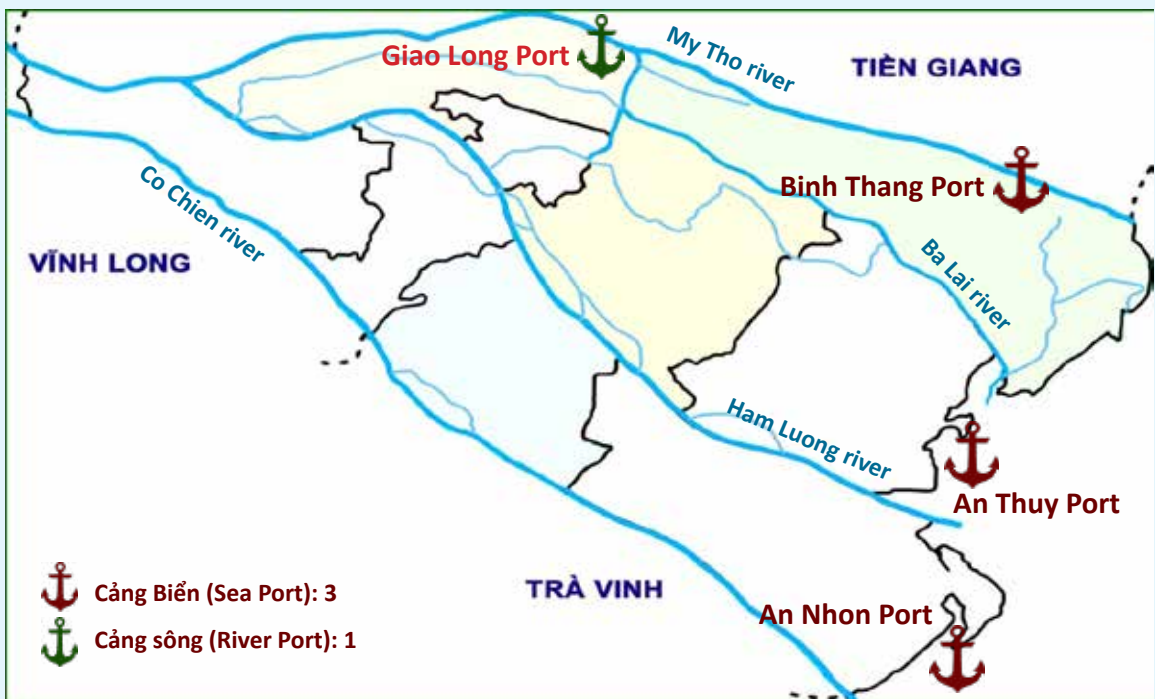 Giao Long Port
My Tho river
TIỀN GIANG
Binh Thang Port
Co Chien river
VĨNH LONG
Ba Lai river
Ham Luong river
An Thuy Port
TRÀ VINH
An Nhon Port
Cảng Biển (Sea Port): 3
Cảng sông (River Port): 1